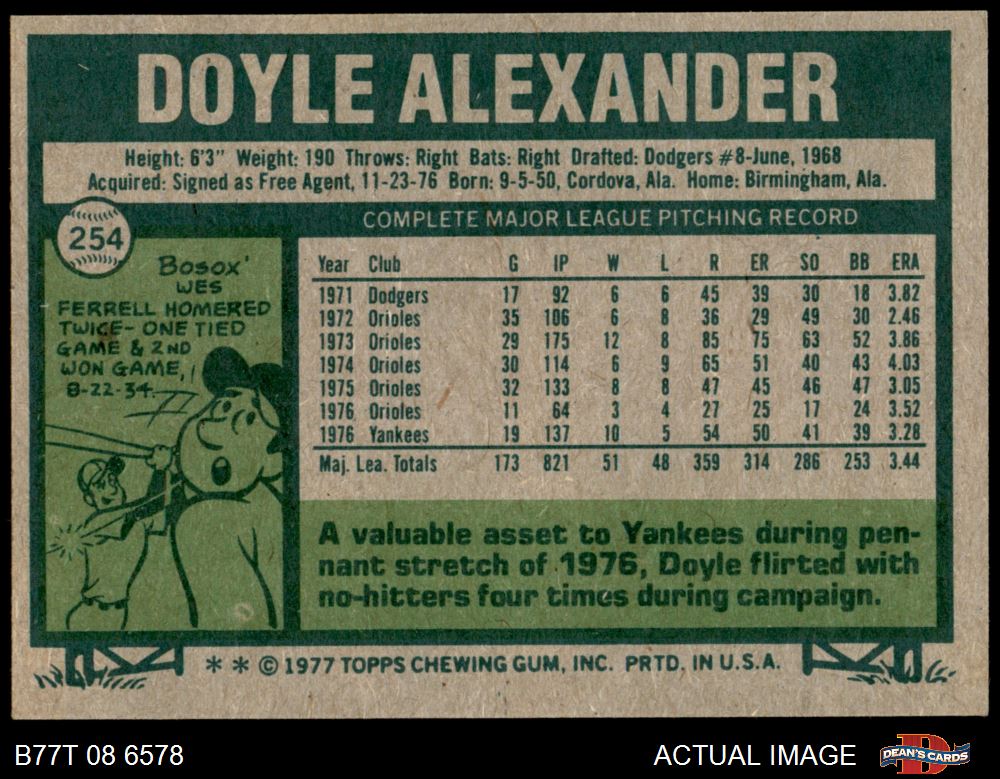 DOYLE ALEXANDER
Height: 6'3" Weight: 190 Throws: Right Bats: Right Drafted: Dodgers #8-June, 1968
Acquired: Signed as Free Agent, 11-23-76 Born: 9-5-50, Cordova, Ala. Home: Birmingham, Ala.
254
COMPLETE MAJOR LEAGUE PITCHING RECORD
Bosox'
WES
FERRELL HOMERED
TWICE- ONE TIED
GAME & 2ND
WON GAME,
8-22-34.
Year Club G IP W L R ER SO BB ERA
1971 Dodgers 17 92 6 6 45 39 30 18 3.82
1972 Orioles 35 106 6 8 36 29 49 30 2.46
1973 Orioles 29 175 12 8 85 75 63 52 3.86
1974 Orioles 30 114 6 9 65 51 40 43 4.03
1975 Orioles 32 133 8 8 47 45 46 47 3.05
1976 Orioles 11 64 3 4 27 25 17 24 3.52
1976 Yankees 19 137 10 5 54 50 41 39 3.28
Maj. Lea. Totals 173 821 51 48 359 314 286 253 3.44
A valuable asset to Yankees during pen-
nant stretch of 1976, Doyle flirted with
no-hitters four times during campaign.
* * © 1977 TOPPS CHEWING GUM, INC. PRTD. IN U.S.A.
B77T 08 6578
ACTUAL IMAGE
DEAN'S CARDS